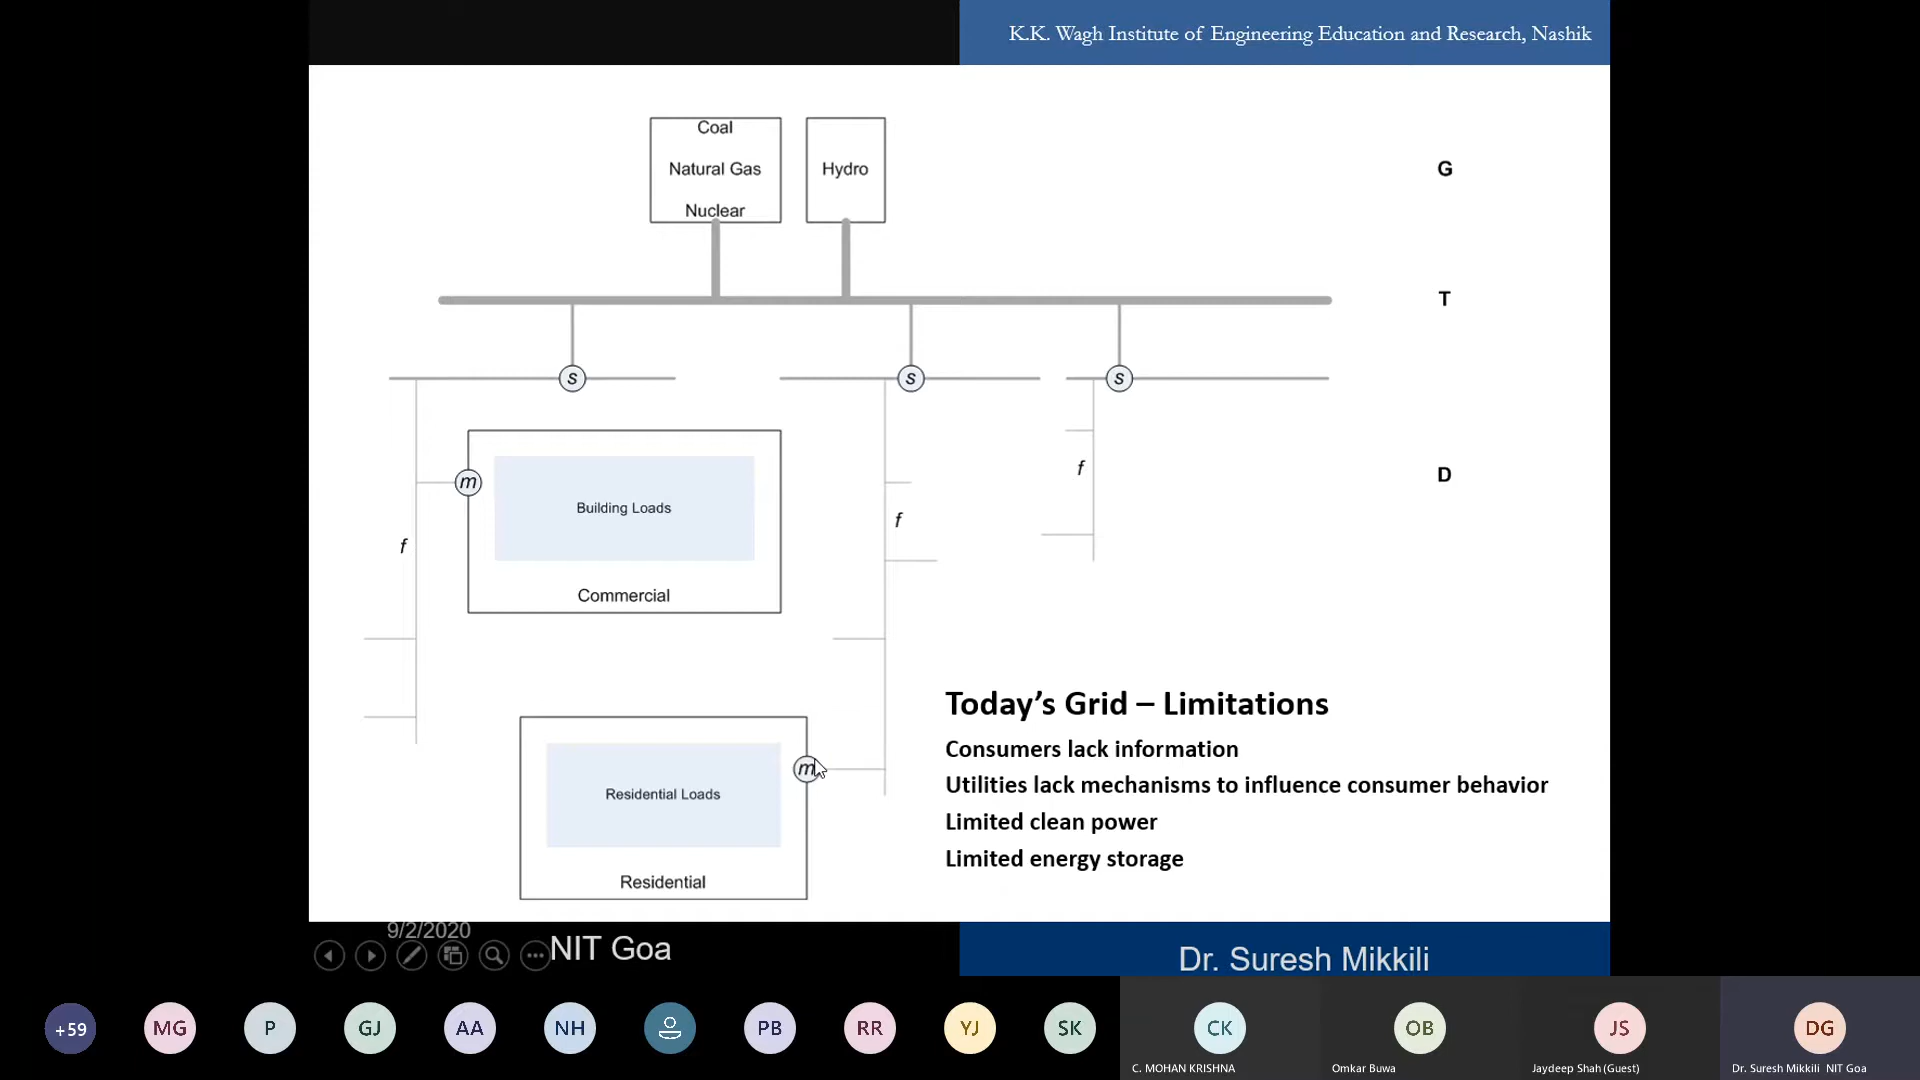 K.K. Wagh Institute of Engineering Education and Research, Nashik
Coal
Natural Gas
Nuclear
Hydro
G
T
s
s
s
m
Building Loads
Commercial
f
f
f
D
m
Residential Loads
Residential
Today's Grid – Limitations
Consumers lack information
Utilities lack mechanisms to influence consumer behavior
Limited clean power
Limited energy storage
9/2/2020
NIT Goa
Dr. Suresh Mikkili
+59
MG
P
GJ
AA
NH
PB
RR
YJ
SK
CK
C. MOHAN KRISHNA
OB
Omkar Buwa
JS
Jaydeep Shah (Guest)
DG
Dr. Suresh Mikkili NIT Goa